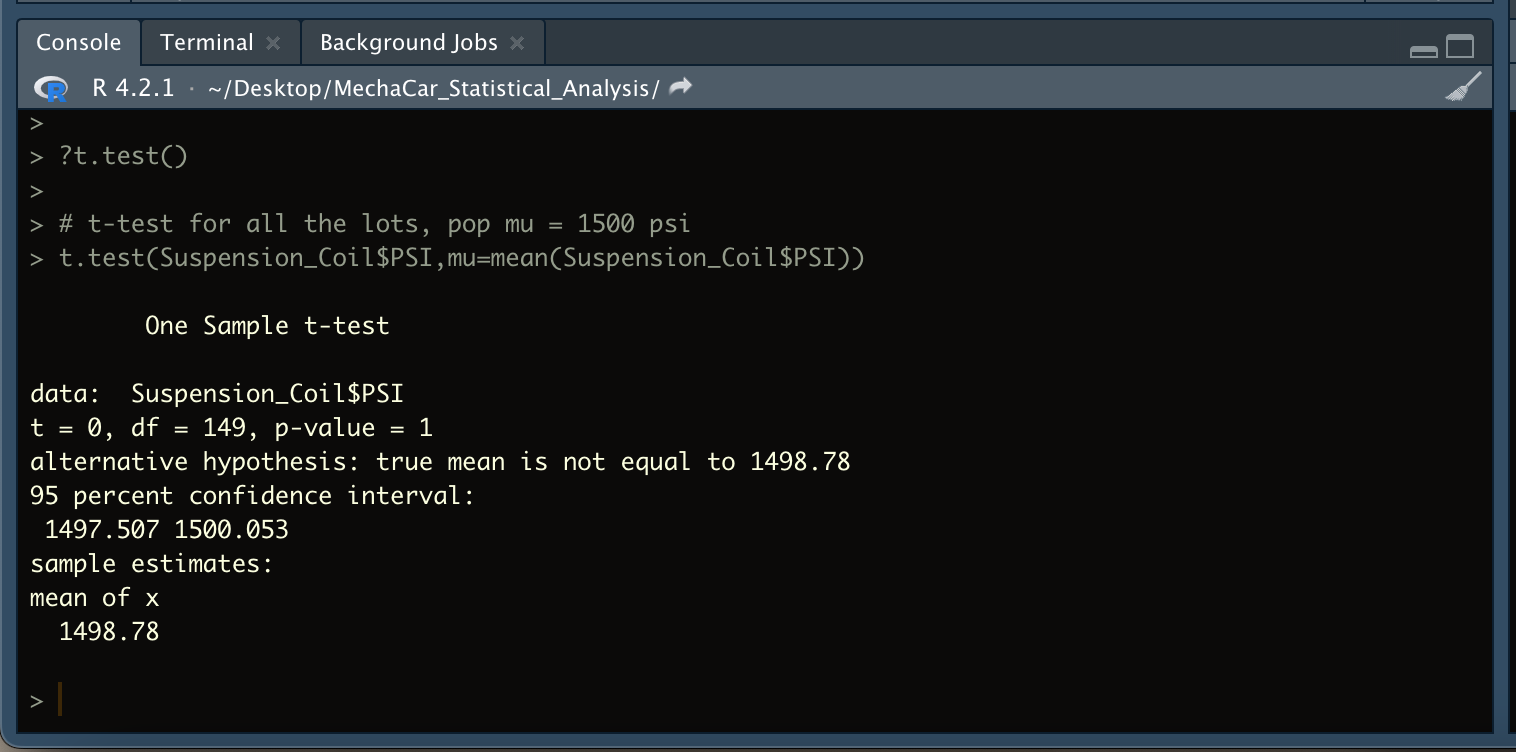 Console Terminal × Background Jobs ×
R R 4.2.1 · ~/Desktop/MechaCar_Statistical_Analysis/
>
> ?t.test()
>
> # t-test for all the lots, pop mu = 1500 psi
> t.test(Suspension_Coil$PSI,mu=mean(Suspension_Coil$PSI))
One Sample t-test
data:  Suspension_Coil$PSI
t = 0, df = 149, p-value = 1
alternative hypothesis: true mean is not equal to 1498.78
95 percent confidence interval:
 1497.507 1500.053
sample estimates:
mean of x
  1498.78
>